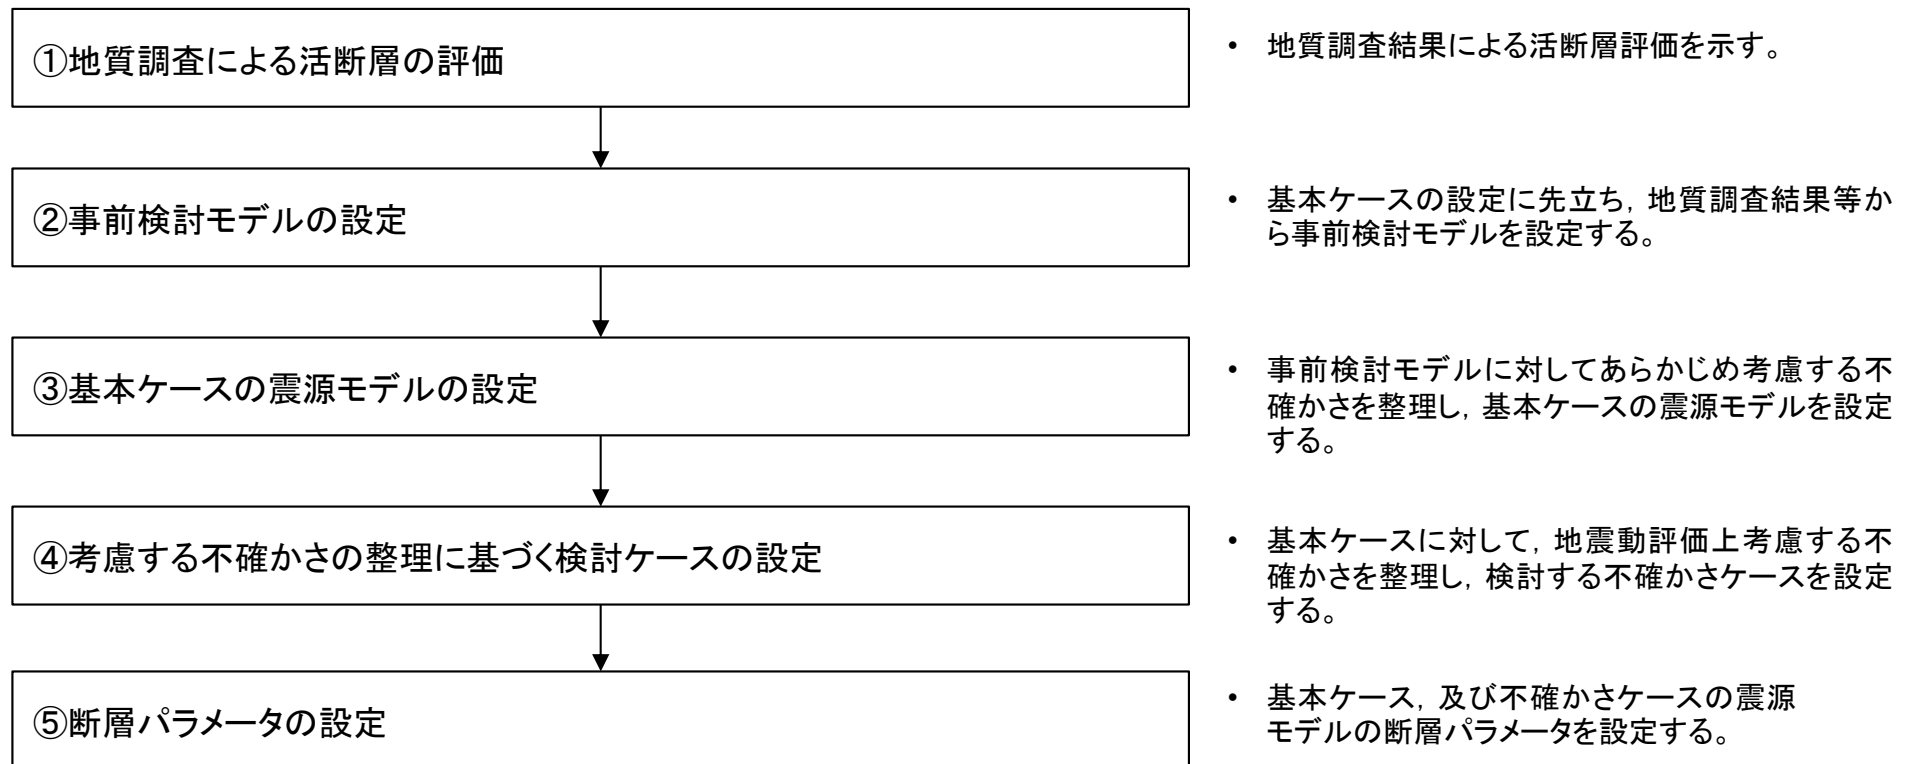 ①地質調査による活断層の評価
• 地質調査結果による活断層評価を示す。
②事前検討モデルの設定
• 基本ケースの設定に先立ち，地質調査結果等か
ら事前検討モデルを設定する。
③基本ケースの震源モデルの設定
• 事前検討モデルに対してあらかじめ考慮する不
確かさを整理し，基本ケースの震源モデルを設定
する。
④考慮する不確かさの整理に基づく検討ケースの設定
• 基本ケースに対して，地震動評価上考慮する不
確かさを整理し，検討する不確かさケースを設定
する。
⑤断層パラメータの設定
• 基本ケース，及び不確かさケースの震源
モデルの断層パラメータを設定する。